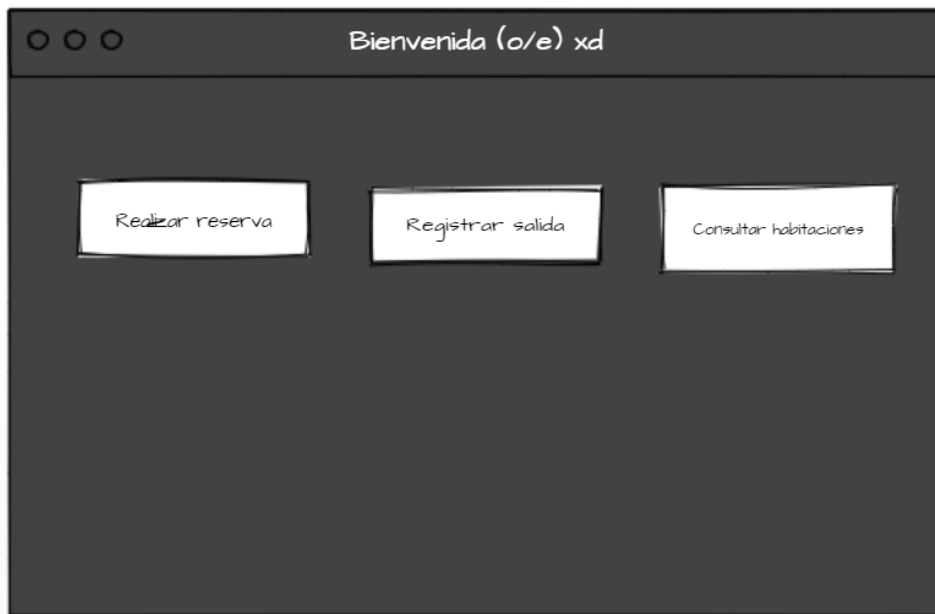 Bienvenida (o/e) xd
Realizar reserva
Registrar salida
Consultar habitaciones